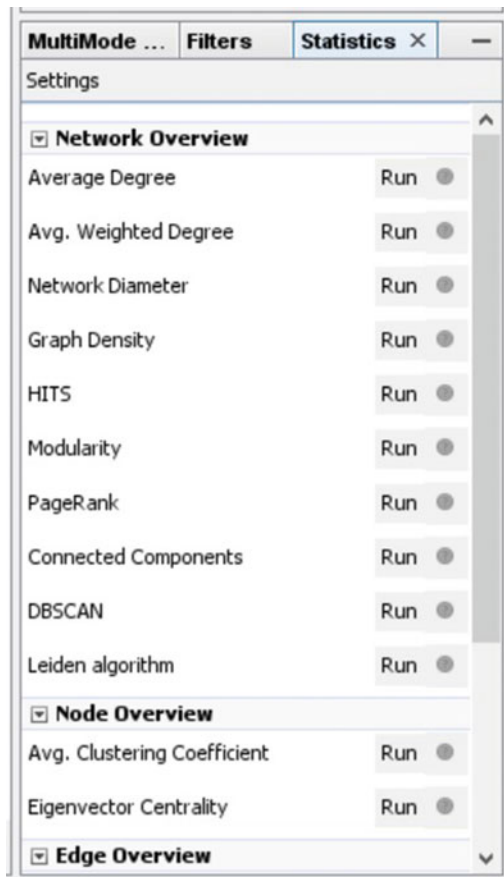 MultiMode ... Filters Statistics ×
Settings
Network Overview
Average Degree Run
Avg. Weighted Degree Run
Network Diameter Run
Graph Density Run
HITS Run
Modularity Run
PageRank Run
Connected Components Run
DBSCAN Run
Leiden algorithm Run
Node Overview
Avg. Clustering Coefficient Run
Eigenvector Centrality Run
Edge Overview